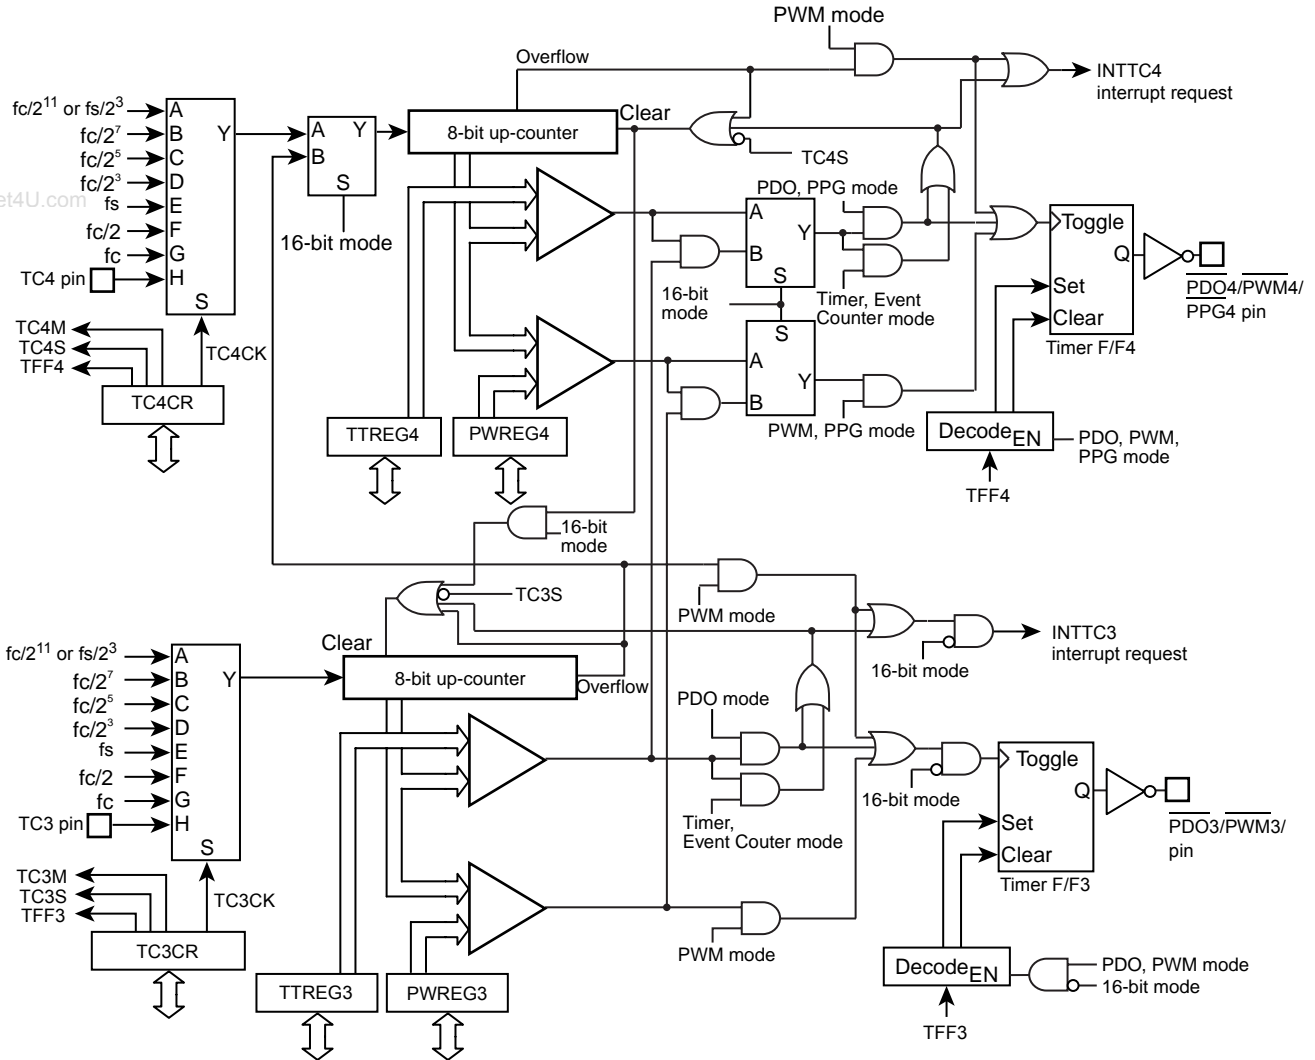 PWM mode
Overflow
INTTC4
interrupt request
fc/2¹¹ or fs/2³
fc/2⁷
fc/2⁵
fc/2³
fs
fc/2
fc
TC4 pin
A
B
C
D
E
F
G
H
Y
S
A
B
Y
S
16-bit mode
8-bit up-counter
Clear
TC4S
et4U.com
PDO, PPG mode
A
B
Y
S
16-bit
mode
Timer, Event
Counter mode
S
A
B
Y
PWM, PPG mode
Toggle
Q
Set
Clear
Timer F/F4
PDO4/PWM4/
PPG4 pin
TC4M
TC4S
TFF4
TC4CK
TC4CR
TTREG4
PWREG4
Decode EN
PDO, PWM,
PPG mode
TFF4
16-bit
mode
TC3S
PWM mode
INTTC3
interrupt request
16-bit mode
Clear
8-bit up-counter
Overflow
fc/2¹¹ or fs/2³
fc/2⁷
fc/2⁵
fc/2³
fs
fc/2
fc
TC3 pin
A
B
C
D
E
F
G
H
Y
S
PDO mode
Timer,
Event Couter mode
16-bit mode
Toggle
Q
Set
Clear
Timer F/F3
PDO3/PWM3/
pin
TC3M
TC3S
TFF3
TC3CK
TC3CR
TTREG3
PWREG3
PWM mode
Decode EN
PDO, PWM mode
16-bit mode
TFF3